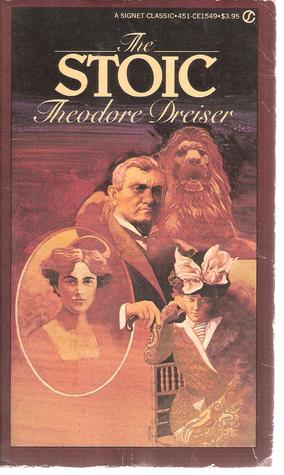 A SIGNET CLASSIC•451-CE1549•$3.95
The
STOIC
Theodore Dreiser